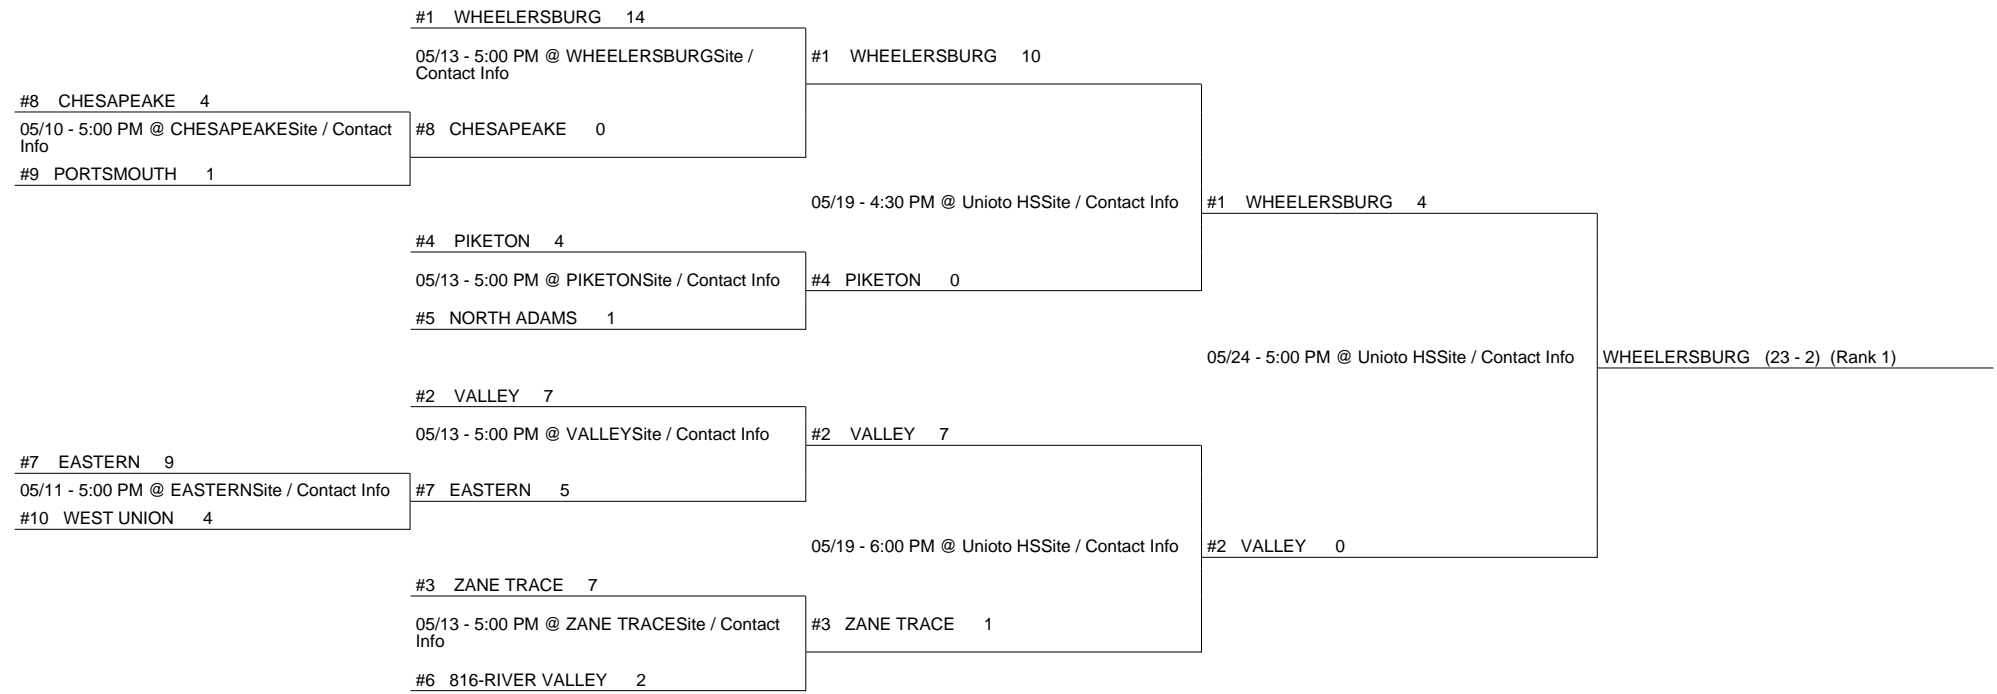 #1 WHEELERSBURG 14
05/13 - 5:00 PM @ WHEELERSBURGSite /
Contact Info
#1 WHEELERSBURG 10
#8 CHESAPEAKE 4
05/10 - 5:00 PM @ CHESAPEAKESite / Contact
Info
#8 CHESAPEAKE 0
#9 PORTSMOUTH 1
05/19 - 4:30 PM @ Unioto HSSite / Contact Info
#1 WHEELERSBURG 4
#4 PIKETON 4
05/13 - 5:00 PM @ PIKETONSite / Contact Info
#4 PIKETON 0
#5 NORTH ADAMS 1
05/24 - 5:00 PM @ Unioto HSSite / Contact Info
WHEELERSBURG (23 - 2) (Rank 1)
#2 VALLEY 7
05/13 - 5:00 PM @ VALLEYSite / Contact Info
#2 VALLEY 7
#7 EASTERN 9
05/11 - 5:00 PM @ EASTERNSite / Contact Info
#7 EASTERN 5
#10 WEST UNION 4
05/19 - 6:00 PM @ Unioto HSSite / Contact Info
#2 VALLEY 0
#3 ZANE TRACE 7
05/13 - 5:00 PM @ ZANE TRACESite / Contact
Info
#3 ZANE TRACE 1
#6 816-RIVER VALLEY 2